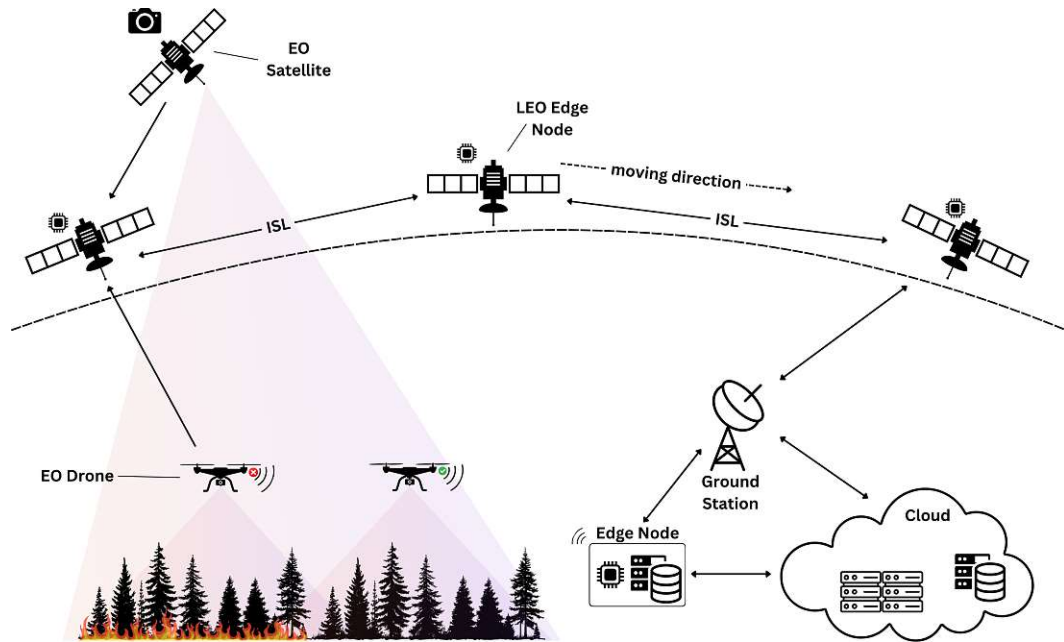 EO
Satellite
LEO Edge
Node
moving direction
ISL
ISL
EO Drone
Ground
Station
Edge Node
Cloud